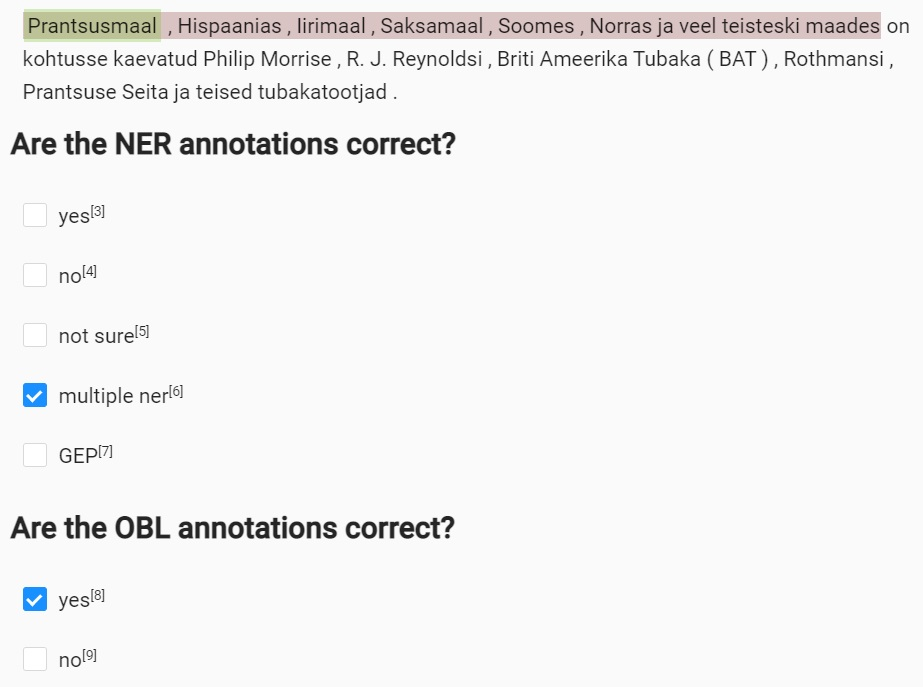 Prantsusmaal , Hispaanias , Iirimaal , Saksamaal , Soomes , Norras ja veel teisteski maades on
kohtusse kaevatud Philip Morrise , R. J. Reynoldsi , Briti Ameerika Tubaka ( BAT ) , Rothmansi ,
Prantsuse Seita ja teised tubakatootjad .
Are the NER annotations correct?
yes[3]
no[4]
not sure[5]
multiple ner[6]
GEP[7]
Are the OBL annotations correct?
yes[8]
no[9]